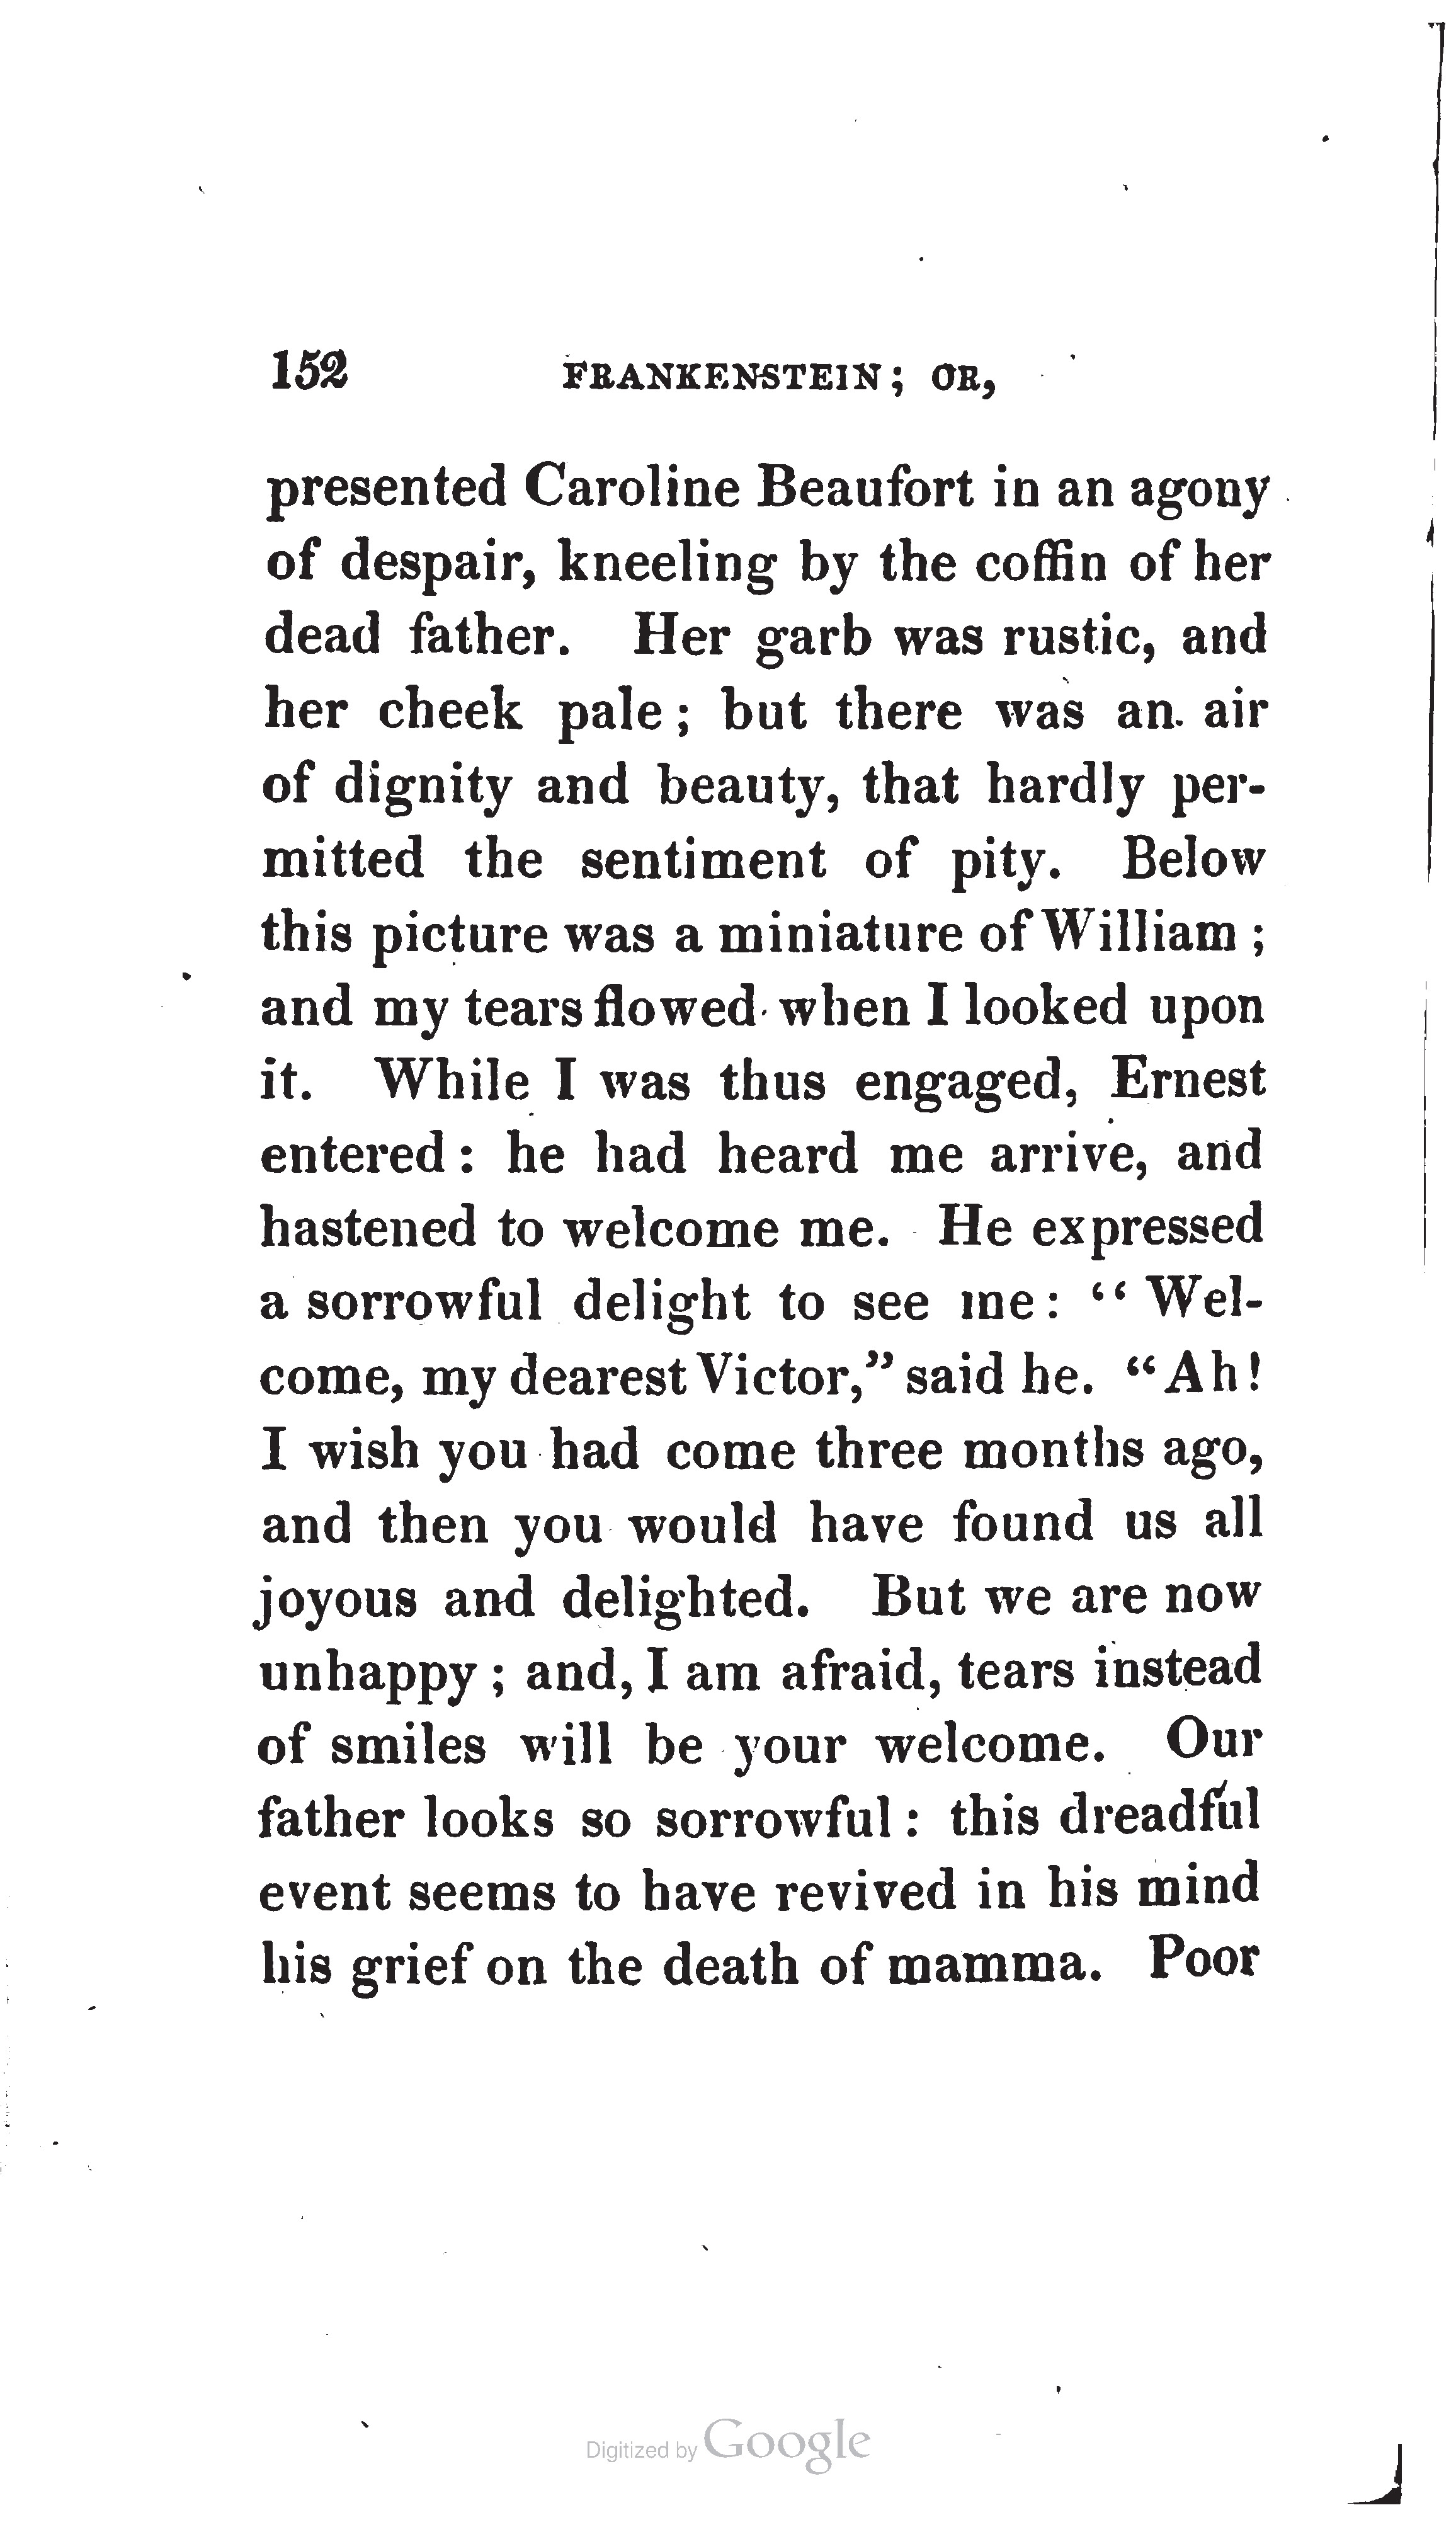 152 FRANKENSTEIN; OR,
presented Caroline Beaufort in an agony
of despair, kneeling by the coffin of her
dead father. Her garb was rustic, and
her cheek pale; but there was an air
of dignity and beauty, that hardly per-
mitted the sentiment of pity. Below
this picture was a miniature of William;
and my tears flowed when I looked upon
it. While I was thus engaged, Ernest
entered: he had heard me arrive, and
hastened to welcome me. He expressed
a sorrowful delight to see me: “Wel-
come, my dearest Victor,” said he. “Ah!
I wish you had come three months ago,
and then you would have found us all
joyous and delighted. But we are now
unhappy; and, I am afraid, tears instead
of smiles will be your welcome. Our
father looks so sorrowful: this dreadful
event seems to have revived in his mind
his grief on the death of mamma. Poor
Digitized by Google